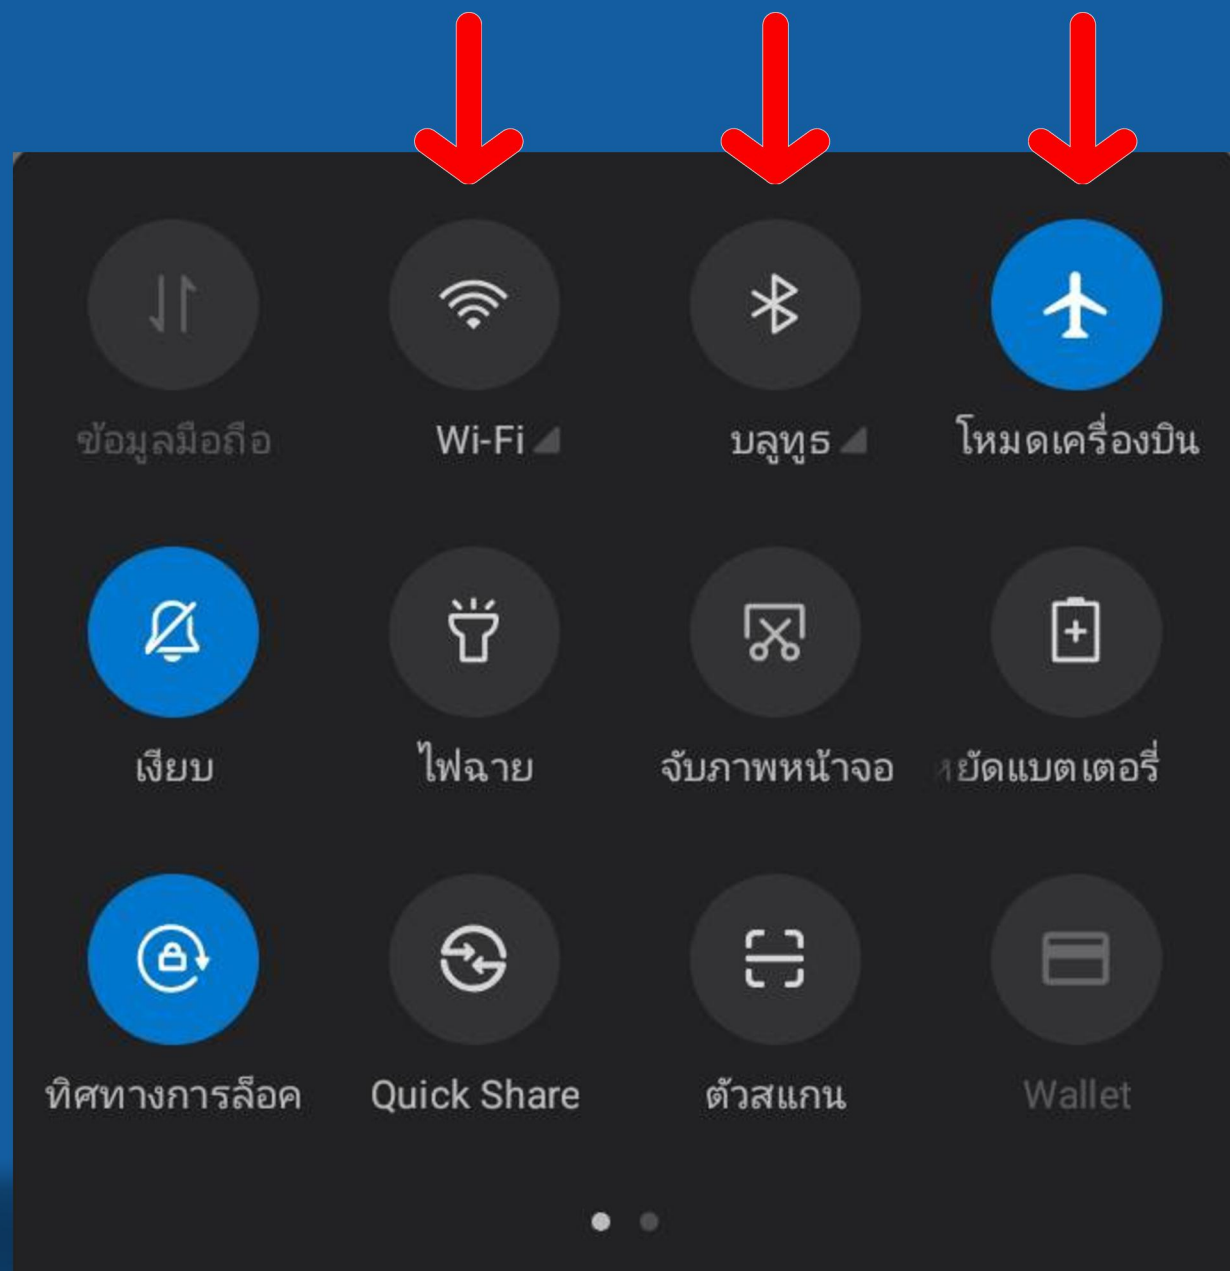 ข้อมูลมือถือ
Wi-Fi
บลูทูธ
โหมดเครื่องบิน
เงียบ
ไฟฉาย
จับภาพหน้าจอ
หยัดแบตเตอรี่
ทิศทางการล็อค
Quick Share
ตัวสแกน
Wallet